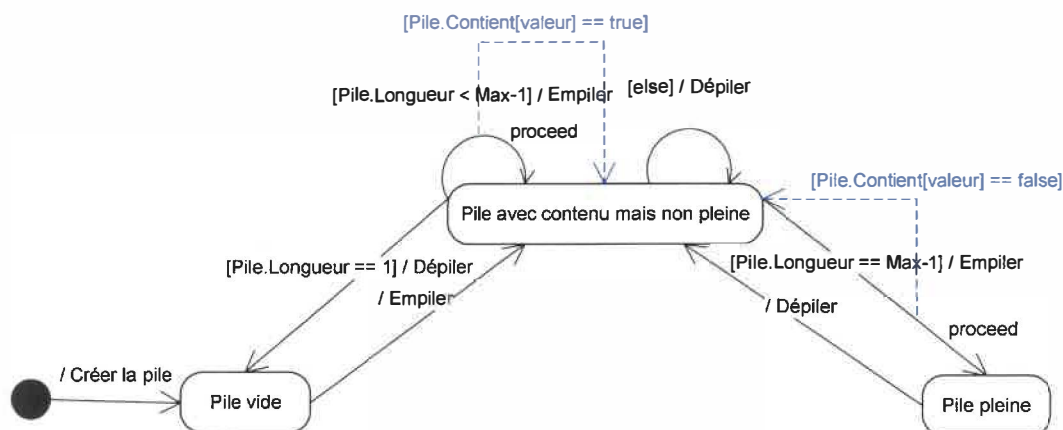 [Pile.Contient[valeur] == true]
[Pile.Longueur < Max-1] / Empiler
[else] / Dépiler
proceed
[Pile.Contient[valeur] == false]
Pile avec contenu mais non pleine
[Pile.Longueur == 1] / Dépiler
[Pile.Longueur == Max-1] / Empiler
/ Empiler
/ Dépiler
proceed
/ Créer la pile
Pile vide
Pile pleine